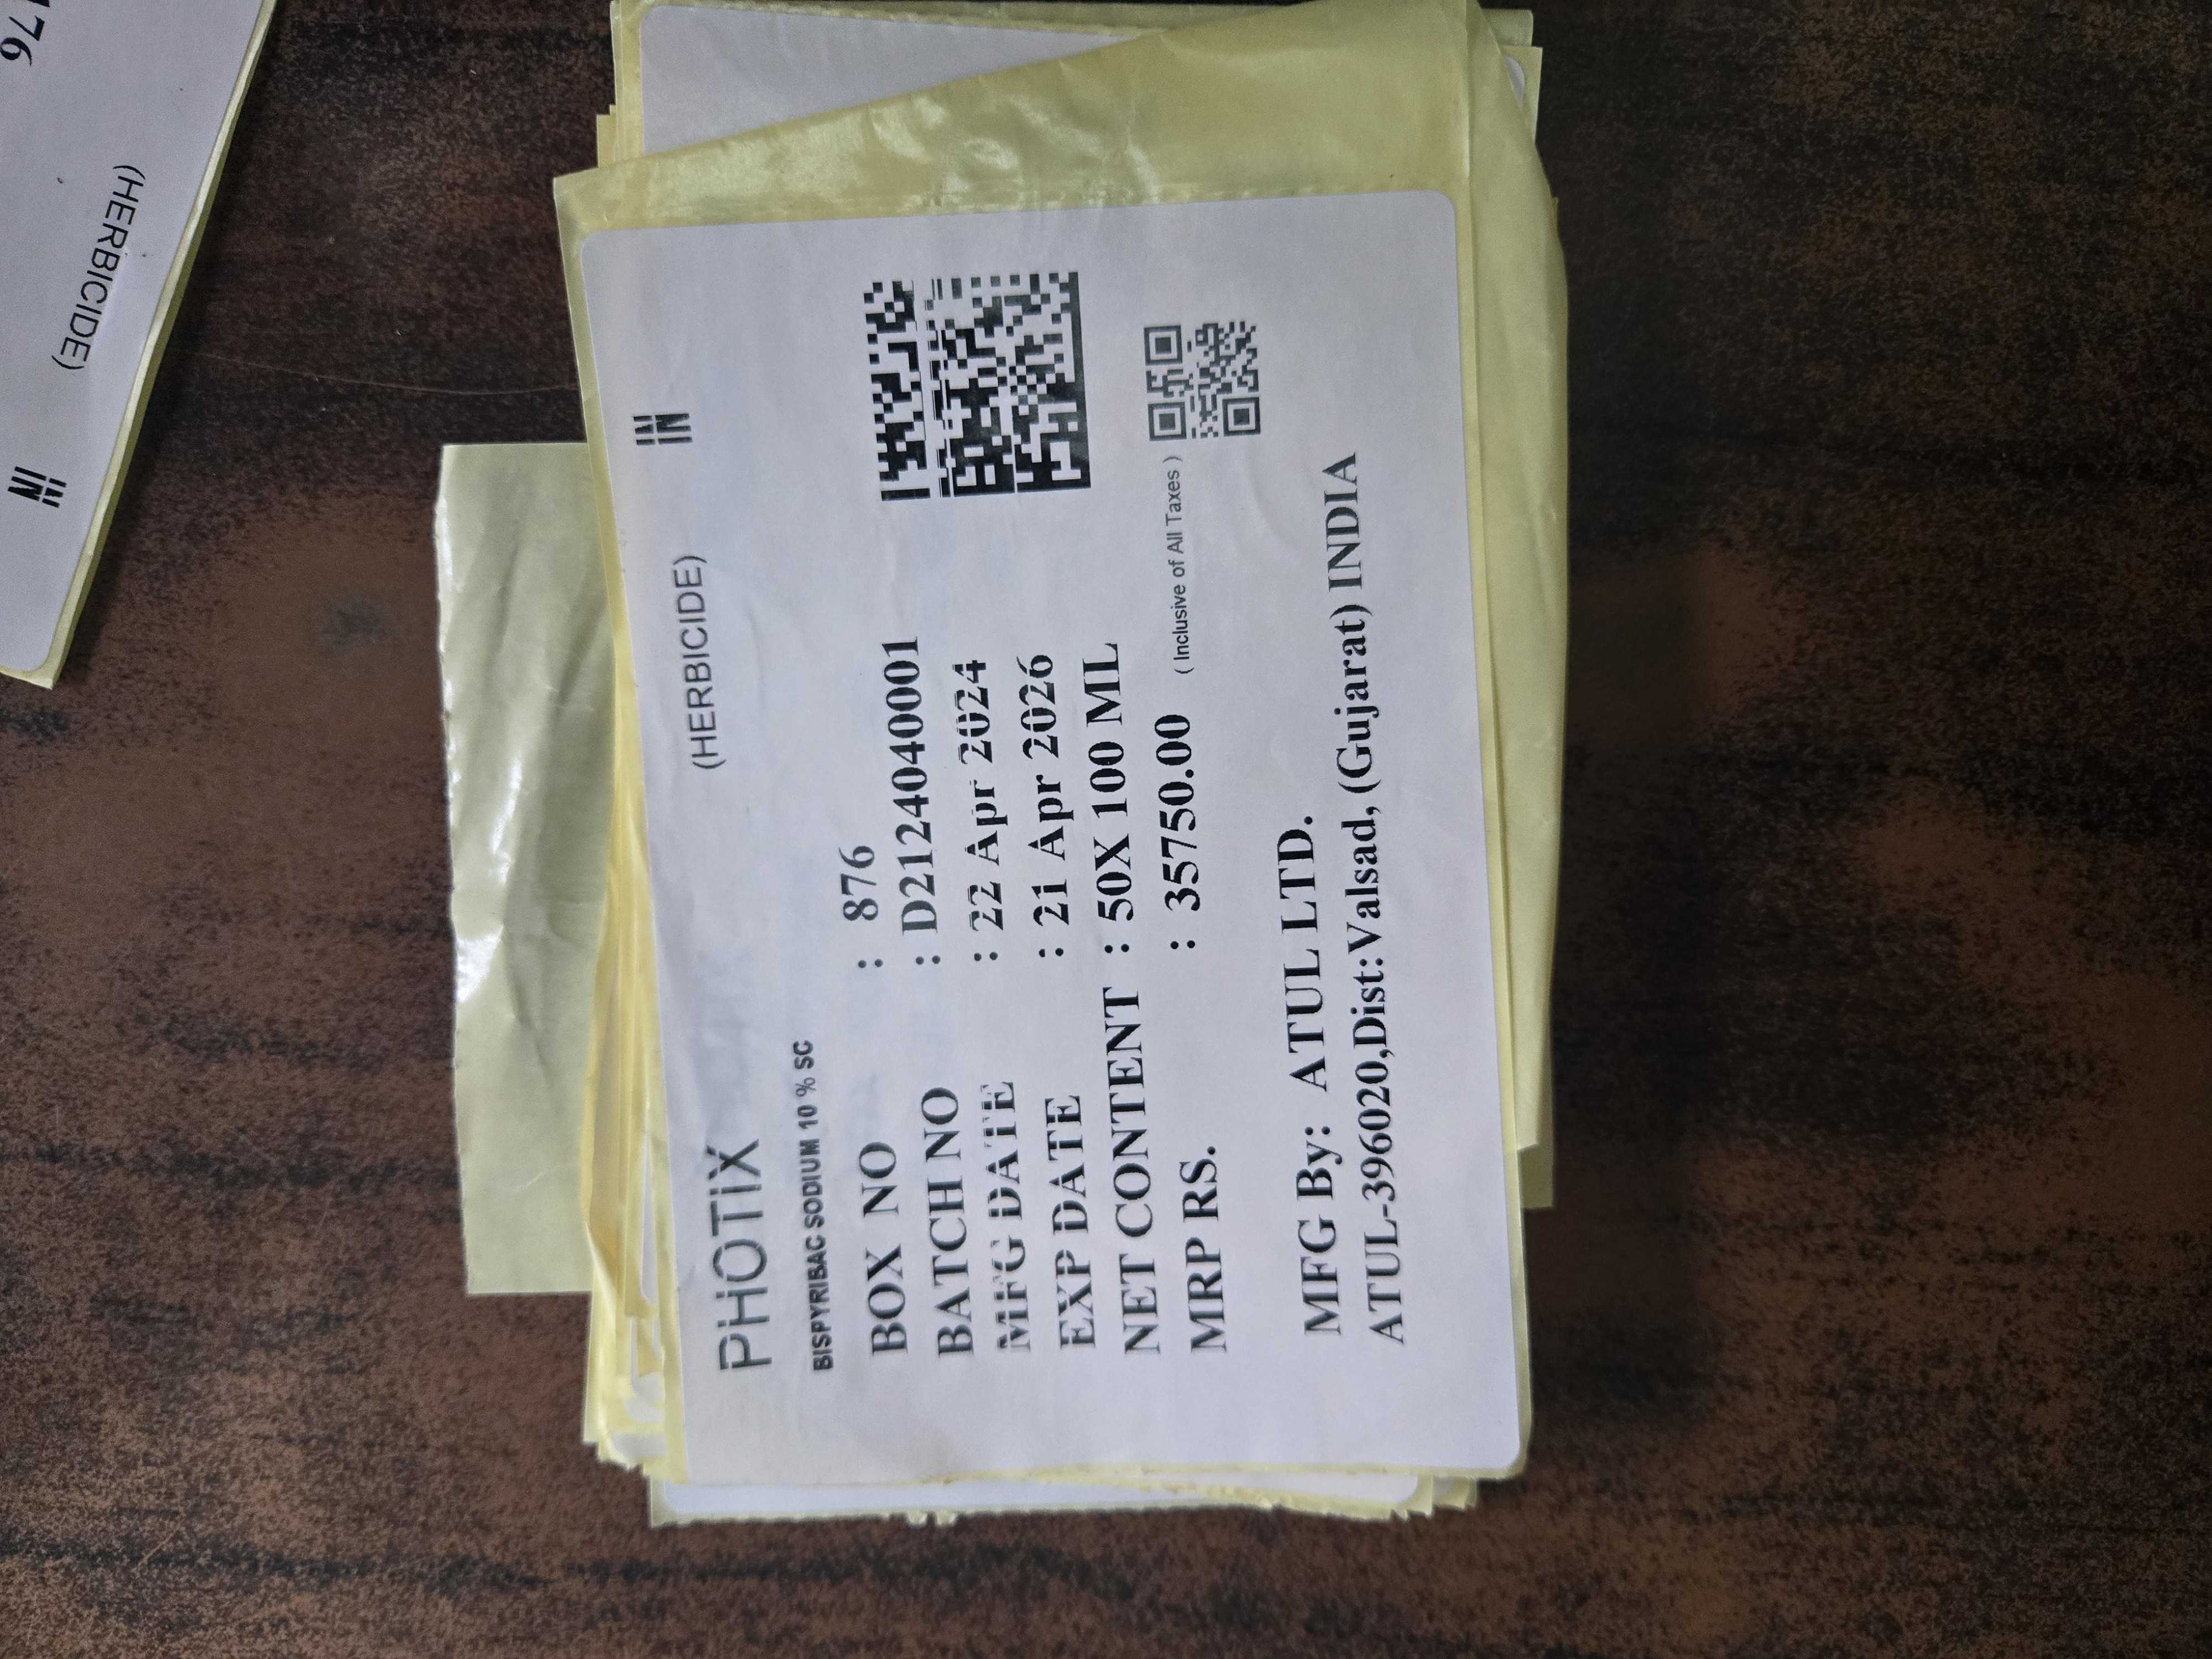 PHOTIX (HERBICIDE) IN
BISPYRIBAC SODIUM 10 % SC
BOX NO : 876
BATCH NO : D2124040001
MFG DATE : 22 Apr 2024
EXP DATE : 21 Apr 2026
NET CONTENT : 50X 100 ML
MRP RS. : 35750.00 ( Inclusive of All Taxes )
MFG By: ATUL LTD.
ATUL-396020,Dist:Valsad, (Gujarat) INDIA
(HERBICIDE) IN